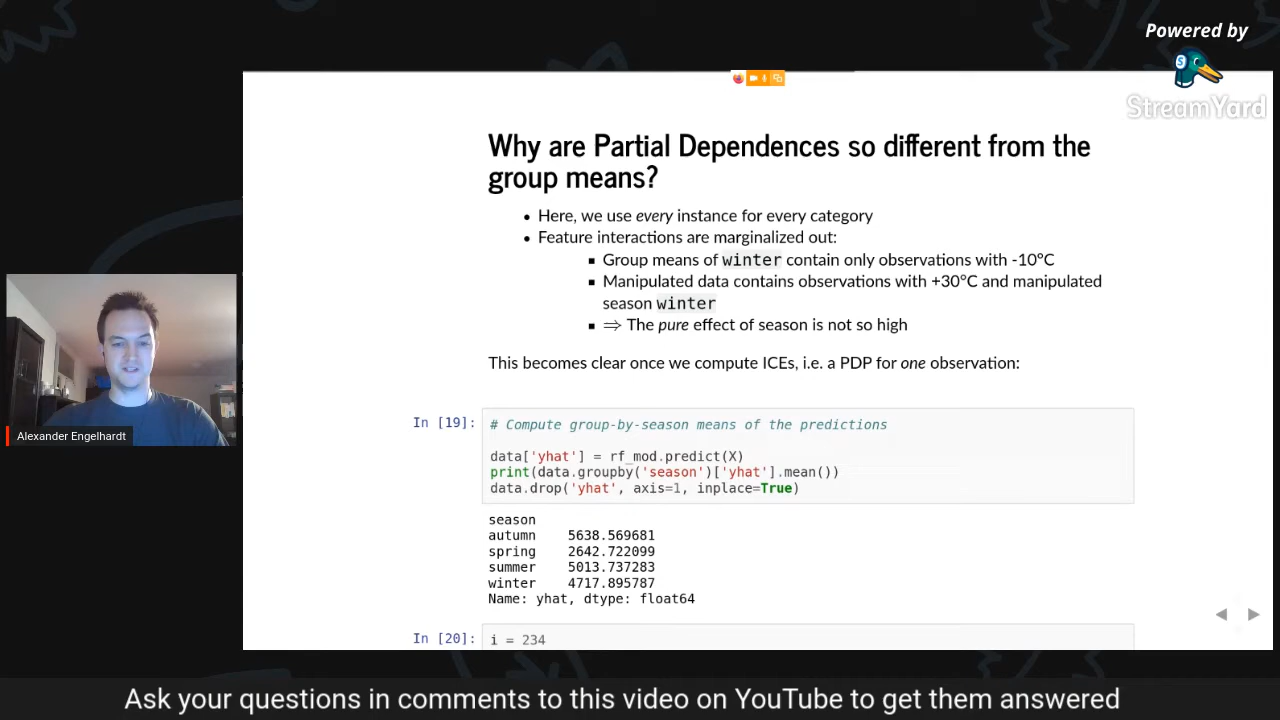 Powered by
StreamYard
Why are Partial Dependences so different from the
group means?
• Here, we use every instance for every category
• Feature interactions are marginalized out:
▪ Group means of winter contain only observations with -10°C
▪ Manipulated data contains observations with +30°C and manipulated
season winter
▪ ⇒ The pure effect of season is not so high
This becomes clear once we compute ICEs, i.e. a PDP for one observation:
In [19]:
# Compute group-by-season means of the predictions
data['yhat'] = rf_mod.predict(X)
print(data.groupby('season')['yhat'].mean())
data.drop('yhat', axis=1, inplace=True)
season
autumn 5638.569681
spring 2642.722099
summer 5013.737283
winter 4717.895787
Name: yhat, dtype: float64
In [20]: i = 234
Alexander Engelhardt
Ask your questions in comments to this video on YouTube to get them answered